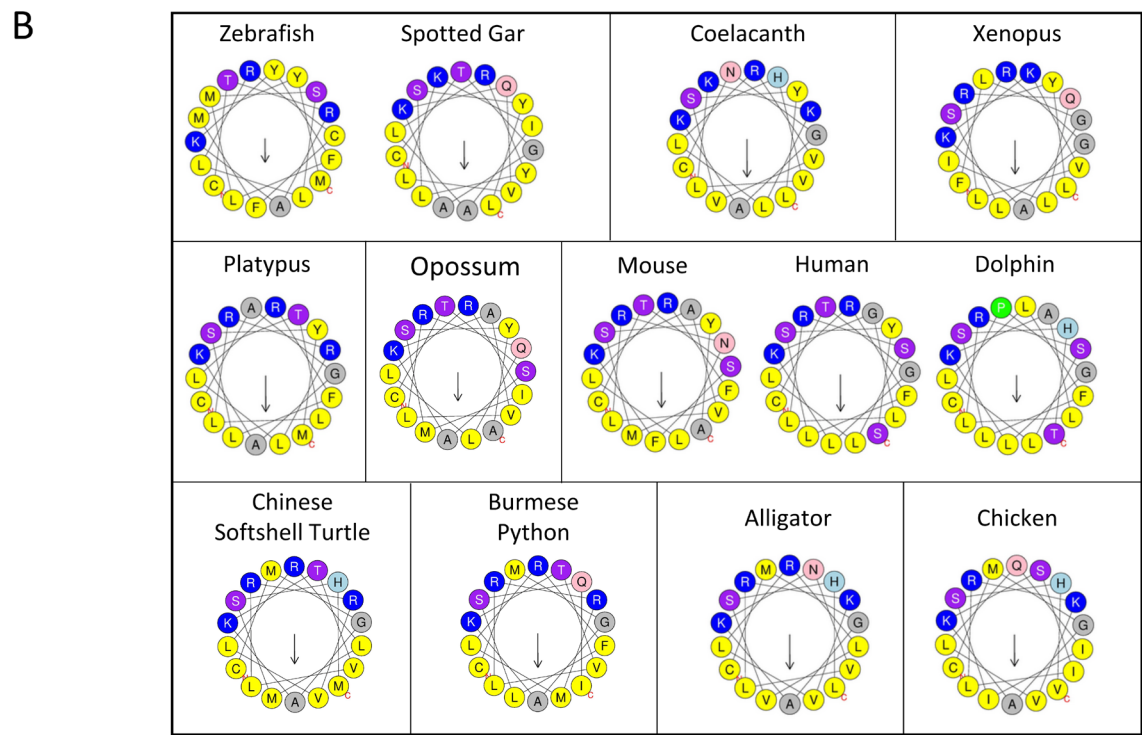 B
Zebrafish
R Y Y S R C F M C L A F L C L K M M T
Spotted Gar
T R Q Y I G Y V L C A A L L C N L K S K
Coelacanth
R H Y K G V V L C L A V L C N L K S K N
Xenopus
R K Y Q G G V L C L A L L F N I K S R L
Platypus
R T Y R G F L M C L A L L C N L K S R A
Opossum
T R A Y Q S I V A C L A M L C N L K S R
Mouse
R A Y N S F V A C L F M L C N L K S R T
Human
R G Y S G F L S C L L L L C N L K S R T
Dolphin
P L A H S G F L T C L L L L C N L K S R
Chinese
Softshell Turtle
R T H R G L V M C V A M L C N L K S R M
Burmese
Python
R T Q R G F V I C M A L L C N L K S R M
Alligator
R N H K G L V L C V A V L C N L K S R M
Chicken
Q S H K G I I V C V A I L C N L K S R M